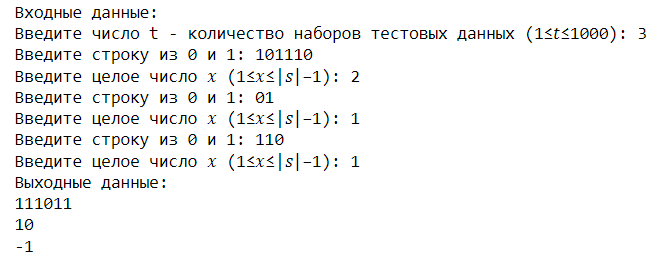 Входные данные:
Введите число t - количество наборов тестовых данных (1≤t≤1000): 3
Введите строку из 0 и 1: 101110
Введите целое число x (1≤x≤|s|−1): 2
Введите строку из 0 и 1: 01
Введите целое число x (1≤x≤|s|−1): 1
Введите строку из 0 и 1: 110
Введите целое число x (1≤x≤|s|−1): 1
Выходные данные:
111011
10
-1